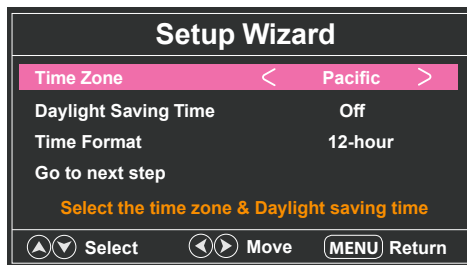 Setup Wizard
Time Zone < Pacific >
Daylight Saving Time Off
Time Format 12-hour
Go to next step
Select the time zone & Daylight saving time
Select Move MENU Return